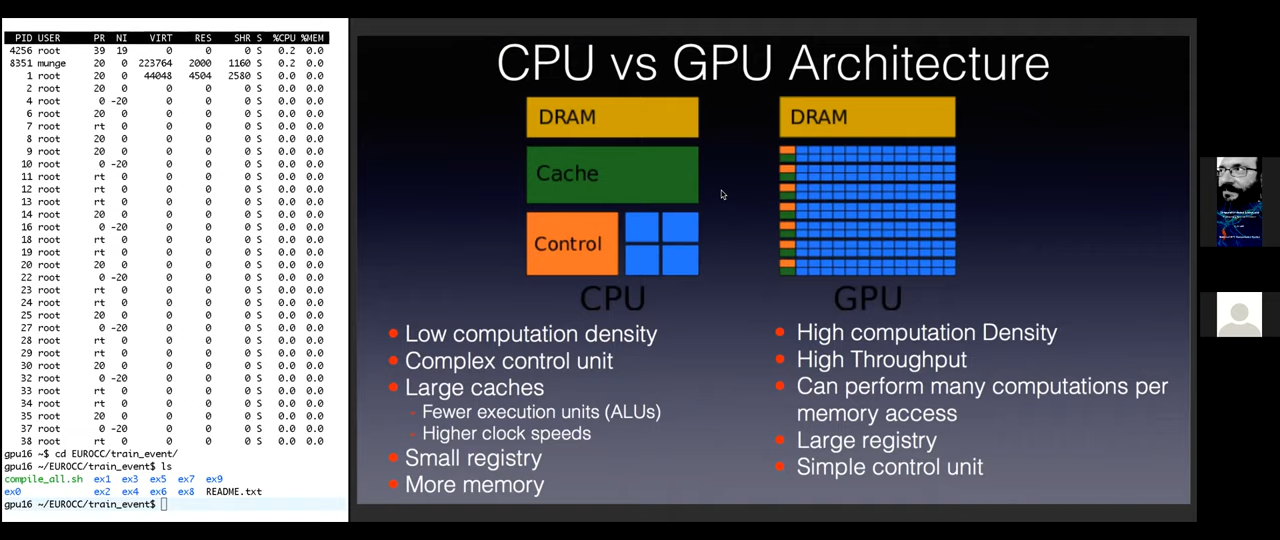 PID USER PR NI VIRT RES SHR S %CPU %MEM
4256 root 39 19 0 0 0 S 0.2 0.0
8351 munge 20 0 223764 2000 1160 S 0.2 0.0
1 root 20 0 44048 4504 2580 S 0.0 0.0
2 root 20 0 0 0 0 S 0.0 0.0
4 root 0 -20 0 0 0 S 0.0 0.0
6 root 20 0 0 0 0 S 0.0 0.0
7 root rt 0 0 0 0 S 0.0 0.0
8 root 20 0 0 0 0 S 0.0 0.0
9 root 20 0 0 0 0 S 0.0 0.0
10 root 0 -20 0 0 0 S 0.0 0.0
11 root rt 0 0 0 0 S 0.0 0.0
12 root rt 0 0 0 0 S 0.0 0.0
13 root rt 0 0 0 0 S 0.0 0.0
14 root 20 0 0 0 0 S 0.0 0.0
16 root 0 -20 0 0 0 S 0.0 0.0
18 root rt 0 0 0 0 S 0.0 0.0
19 root rt 0 0 0 0 S 0.0 0.0
20 root 20 0 0 0 0 S 0.0 0.0
22 root 0 -20 0 0 0 S 0.0 0.0
23 root rt 0 0 0 0 S 0.0 0.0
24 root rt 0 0 0 0 S 0.0 0.0
25 root 20 0 0 0 0 S 0.0 0.0
27 root 0 -20 0 0 0 S 0.0 0.0
28 root rt 0 0 0 0 S 0.0 0.0
29 root rt 0 0 0 0 S 0.0 0.0
30 root 20 0 0 0 0 S 0.0 0.0
32 root 0 -20 0 0 0 S 0.0 0.0
33 root rt 0 0 0 0 S 0.0 0.0
34 root rt 0 0 0 0 S 0.0 0.0
35 root 20 0 0 0 0 S 0.0 0.0
37 root 0 -20 0 0 0 S 0.0 0.0
38 root rt 0 0 0 0 S 0.0 0.0
gpu16 ~$ cd EUROCC/train_event/
gpu16 ~/EUROCC/train_event$ ls
compile_all.sh ex1 ex3 ex5 ex7 ex9
ex0 ex2 ex4 ex6 ex8 README.txt
gpu16 ~/EUROCC/train_event$
CPU vs GPU Architecture
DRAM
Cache
Control
CPU
• Low computation density
• Complex control unit
• Large caches
- Fewer execution units (ALUs)
- Higher clock speeds
• Small registry
• More memory
DRAM
GPU
• High computation Density
• High Throughput
• Can perform many computations per
memory access
• Large registry
• Simple control unit